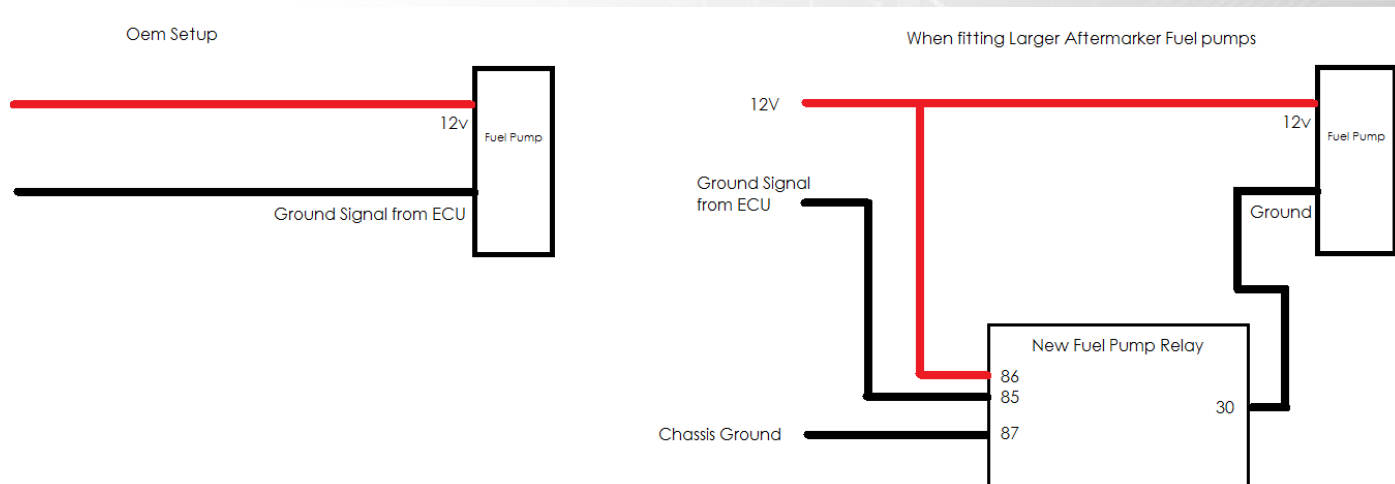 Oem Setup
12v
Fuel Pump
Ground Signal from ECU
When fitting Larger Aftermarker Fuel pumps
12V
12v
Fuel Pump
Ground Signal
from ECU
Ground
New Fuel Pump Relay
86
85
30
87
Chassis Ground